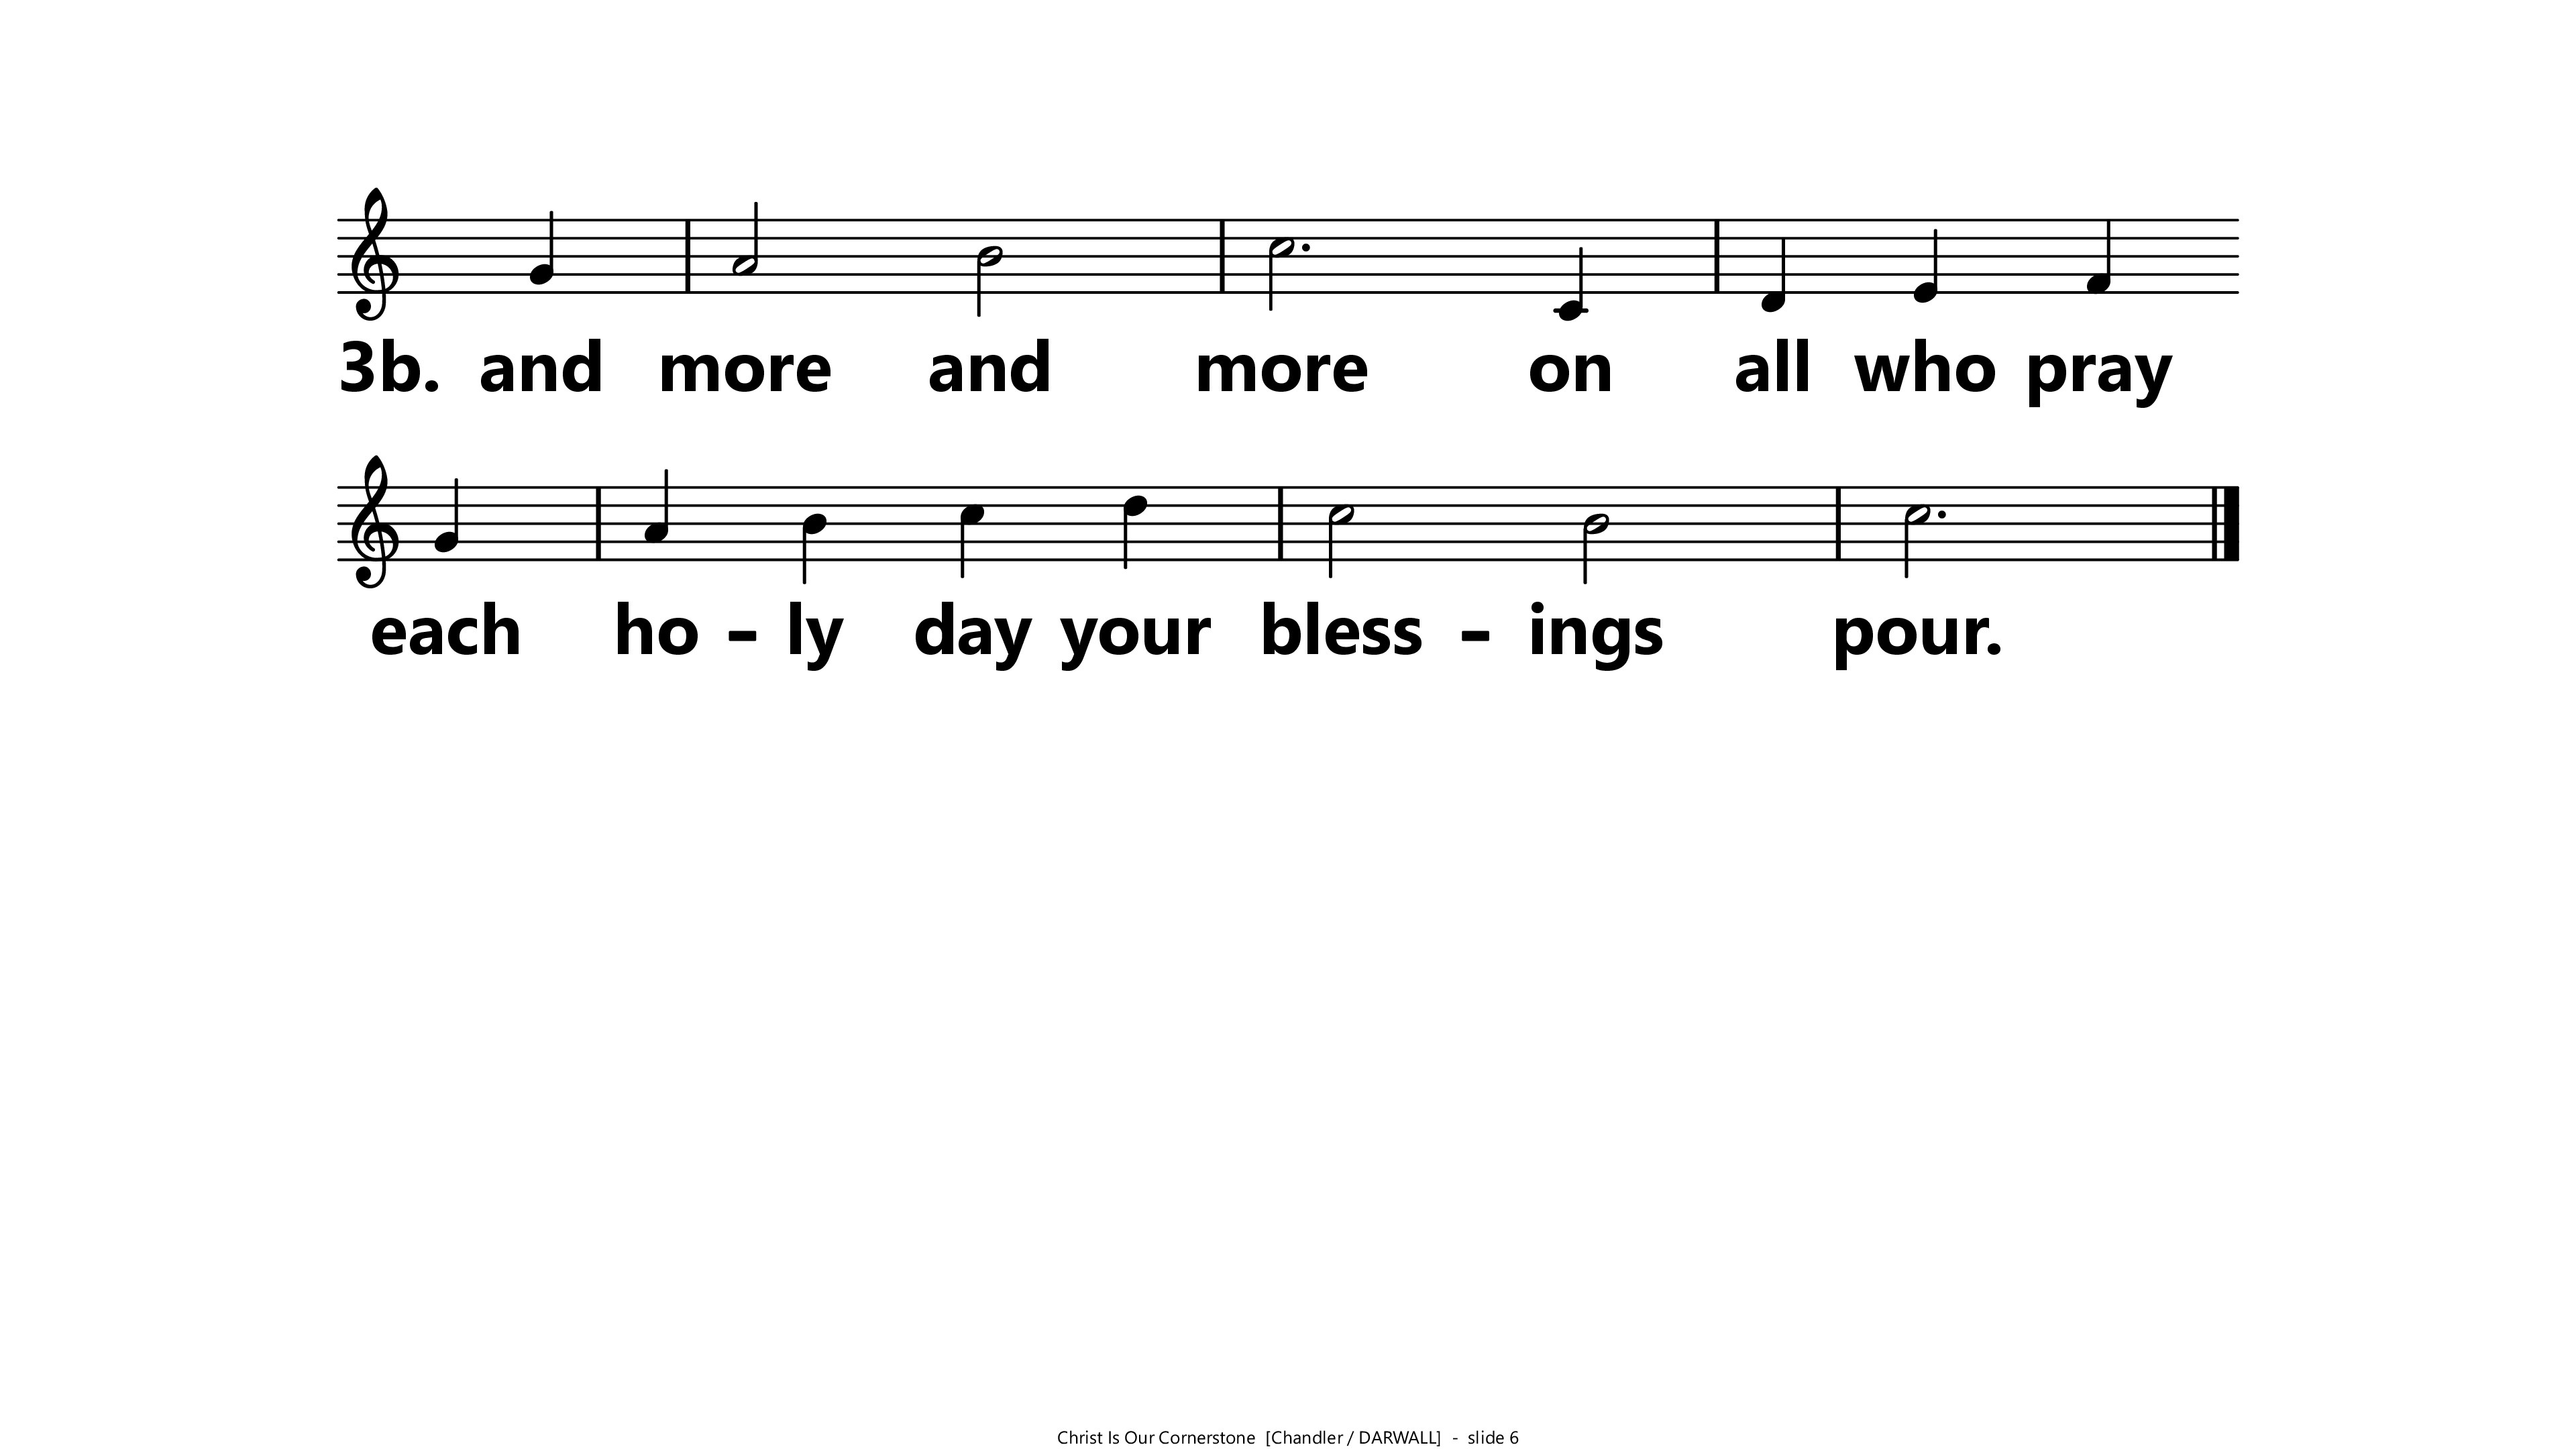 3b. and more and more on all who pray
each ho - ly day your bless - ings pour.
Christ Is Our Cornerstone [Chandler / DARWALL] - slide 6